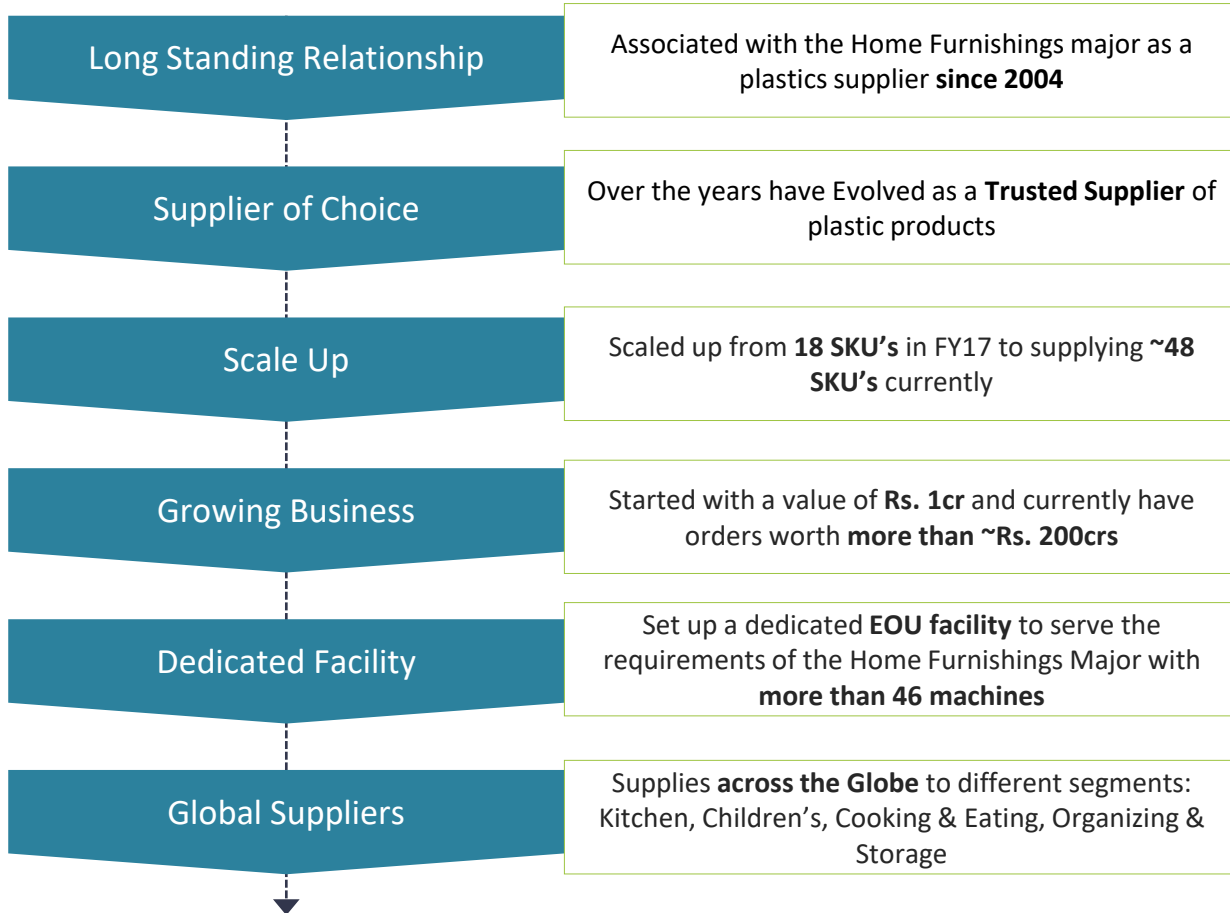 Long Standing Relationship
Associated with the Home Furnishings major as a
plastics supplier since 2004
Supplier of Choice
Over the years have Evolved as a Trusted Supplier of
plastic products
Scale Up
Scaled up from 18 SKU’s in FY17 to supplying ~48
SKU’s currently
Growing Business
Started with a value of Rs. 1cr and currently have
orders worth more than ~Rs. 200crs
Dedicated Facility
Set up a dedicated EOU facility to serve the
requirements of the Home Furnishings Major with
more than 46 machines
Global Suppliers
Supplies across the Globe to different segments:
Kitchen, Children’s, Cooking & Eating, Organizing &
Storage